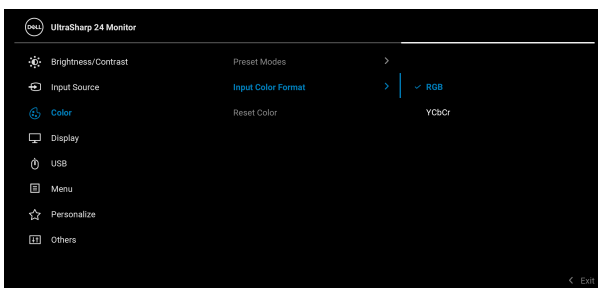 DELL UltraSharp 24 Monitor
Brightness/Contrast Preset Modes
Input Source Input Color Format RGB
Color Reset Color YCbCr
Display
USB
Menu
Personalize
Others
Exit